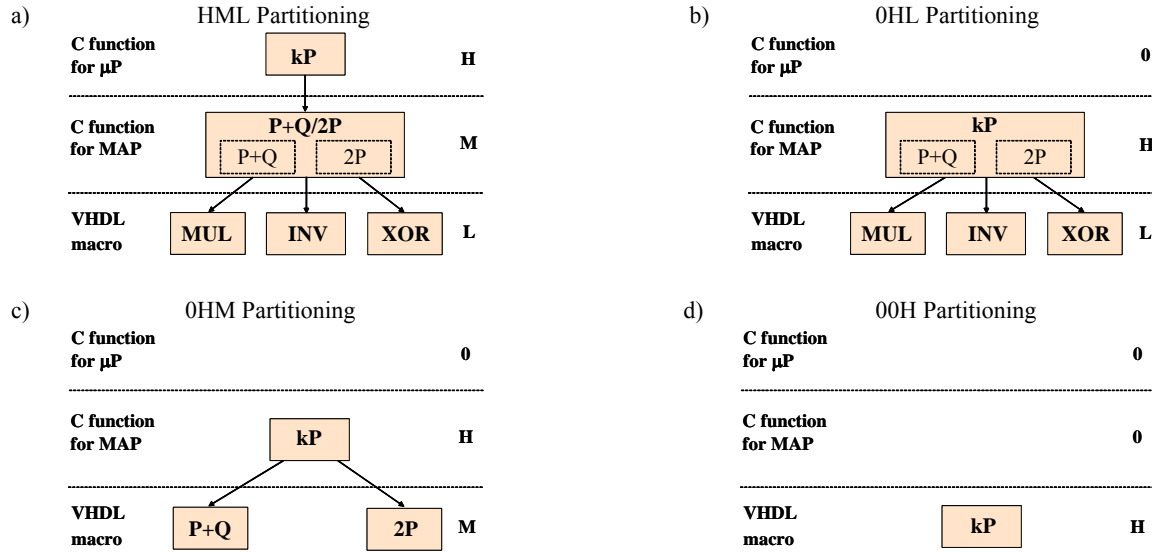 a)
HML Partitioning
C function
for μP
kP
H
C function
for MAP
P+Q/2P
P+Q
2P
M
VHDL
macro
MUL
INV
XOR
L
b)
0HL Partitioning
C function
for μP
0
C function
for MAP
kP
P+Q
2P
H
VHDL
macro
MUL
INV
XOR
L
c)
0HM Partitioning
C function
for μP
0
C function
for MAP
kP
H
VHDL
macro
P+Q
2P
M
d)
00H Partitioning
C function
for μP
0
C function
for MAP
0
VHDL
macro
kP
H